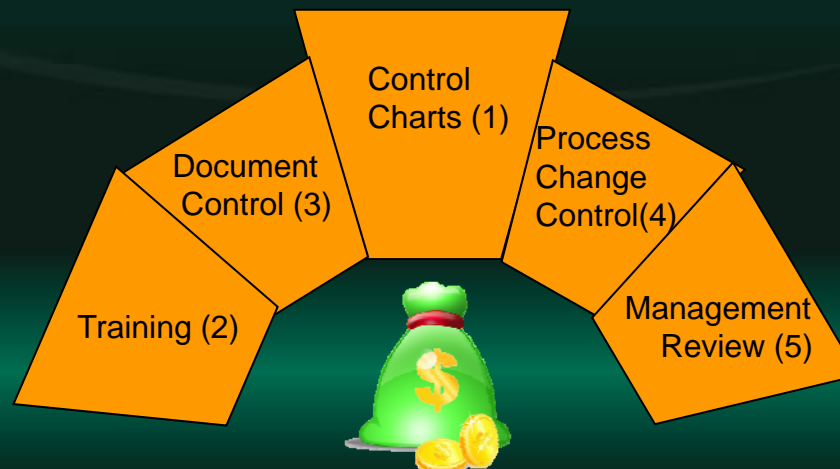 Control
Charts (1)
Document
Control (3)
Process
Change
Control(4)
Training (2)
Management
Review (5)
$